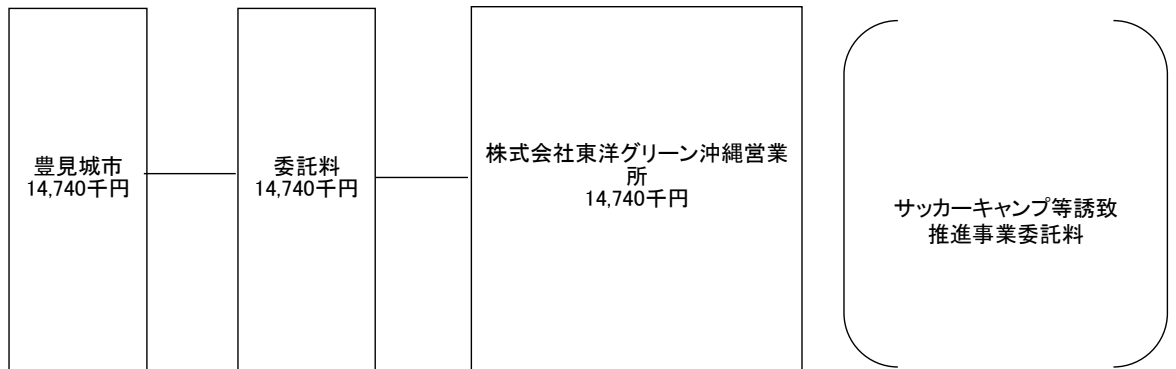 豊見城市
14,740千円
委託料
14,740千円
株式会社東洋グリーン沖縄営業
所
14,740千円
サッカーキャンプ等誘致
推進事業委託料